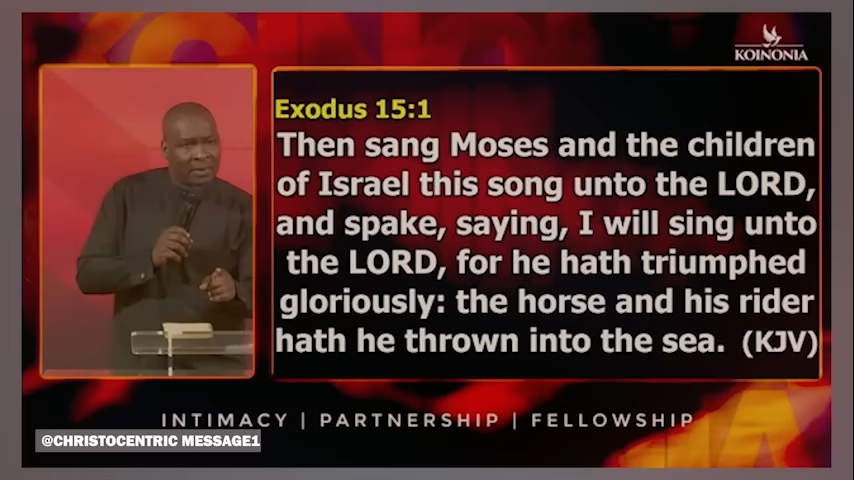 KOINONIA
Exodus 15:1
Then sang Moses and the children
of Israel this song unto the LORD,
and spake, saying, I will sing unto
the LORD, for he hath triumphed
gloriously: the horse and his rider
hath he thrown into the sea. (KJV)
INTIMACY | PARTNERSHIP | FELLOWSHIP
@CHRISTOCENTRIC MESSAGE1